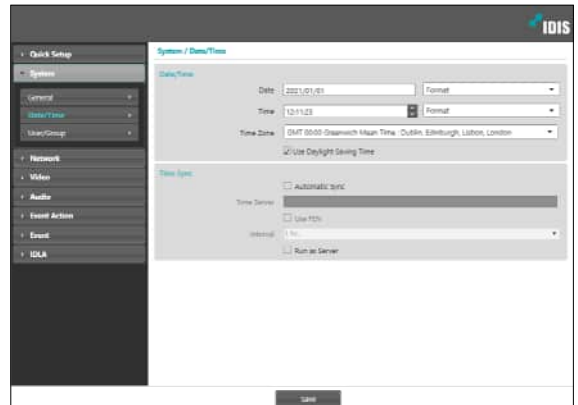 IDIS
Quick Setup
System / Date/Time
System
Date/Time
General
Date 2021/01/01 Format
Date/Time
Time 12:11:23 Format
User/Group
Time Zone GMT 00:00 Greenwich Mean Time : Dublin, Edinburgh, Lisbon, London
Use Daylight Saving Time
Network
Video
Time Sync
Automatic Sync
Audio
Time Server
Event Action
Use FEN
Event
Interval
IDLA
Run as Server
Save